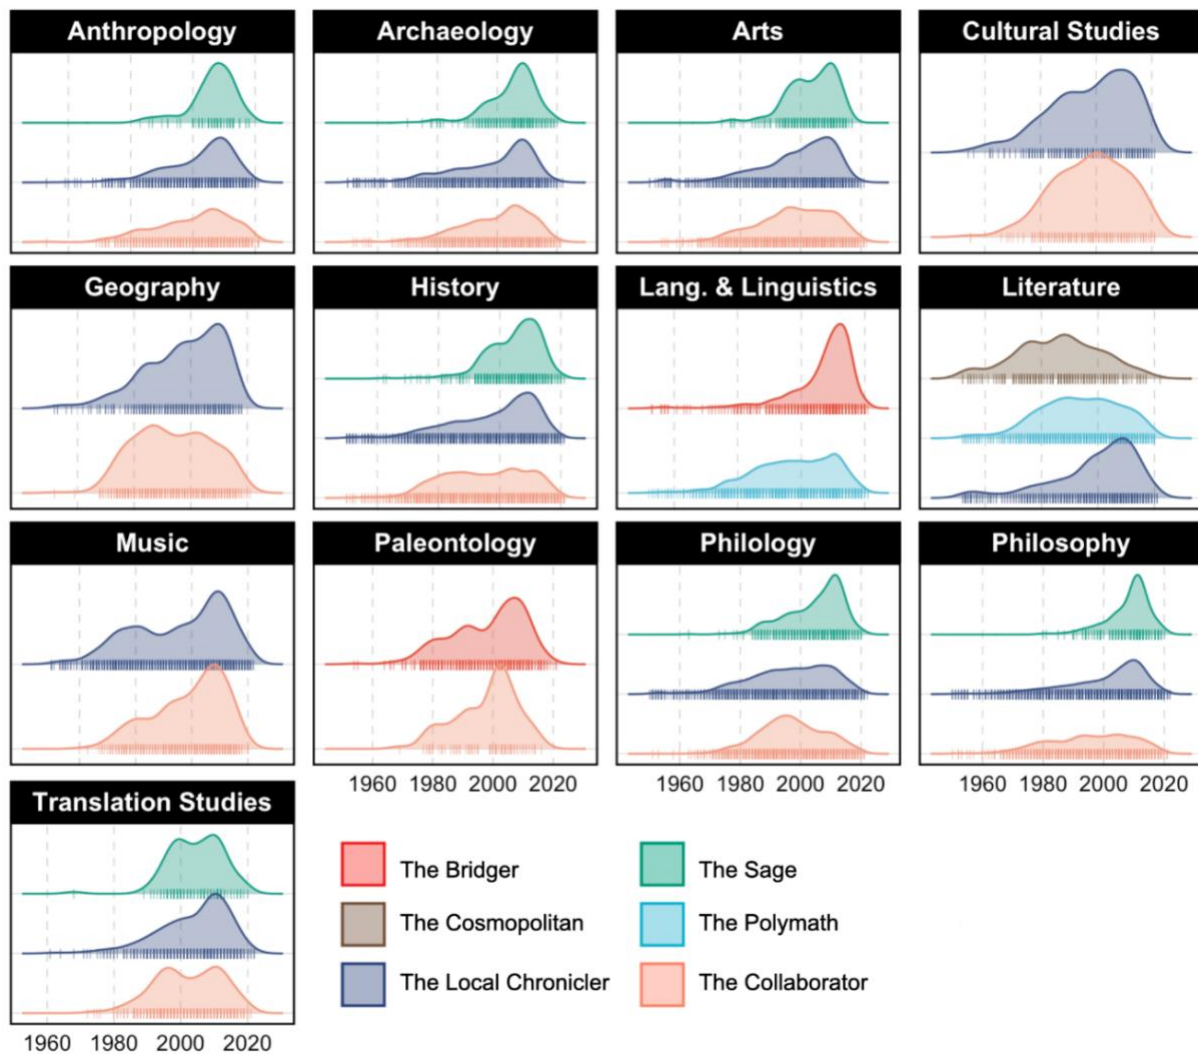 Anthropology
Archaeology
Arts
Cultural Studies
Geography
History
Lang. & Linguistics
Literature
Music
Paleontology
Philology
Philosophy
1960 1980 2000 2020
1960 1980 2000 2020
1960 1980 2000 2020
Translation Studies
The Bridger
The Sage
The Cosmopolitan
The Polymath
The Local Chronicler
The Collaborator
1960 1980 2000 2020